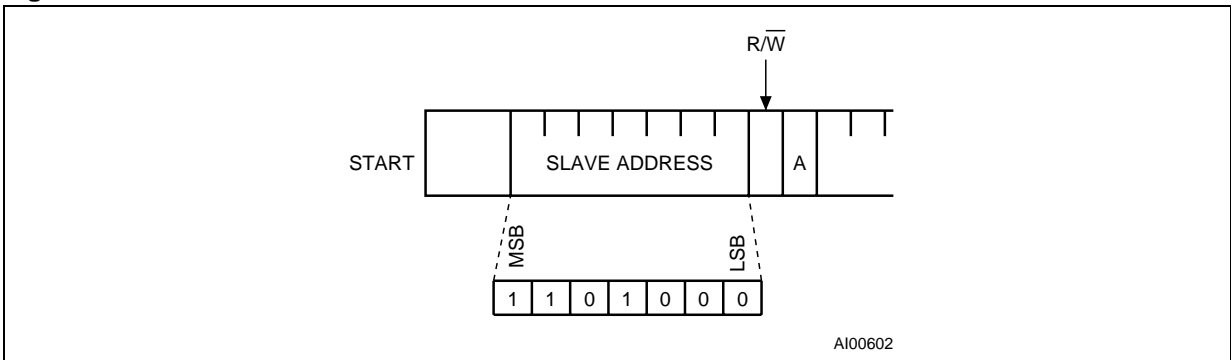 R/W̅
START
SLAVE ADDRESS
A
MSB
LSB
1 1 0 1 0 0 0
AI00602